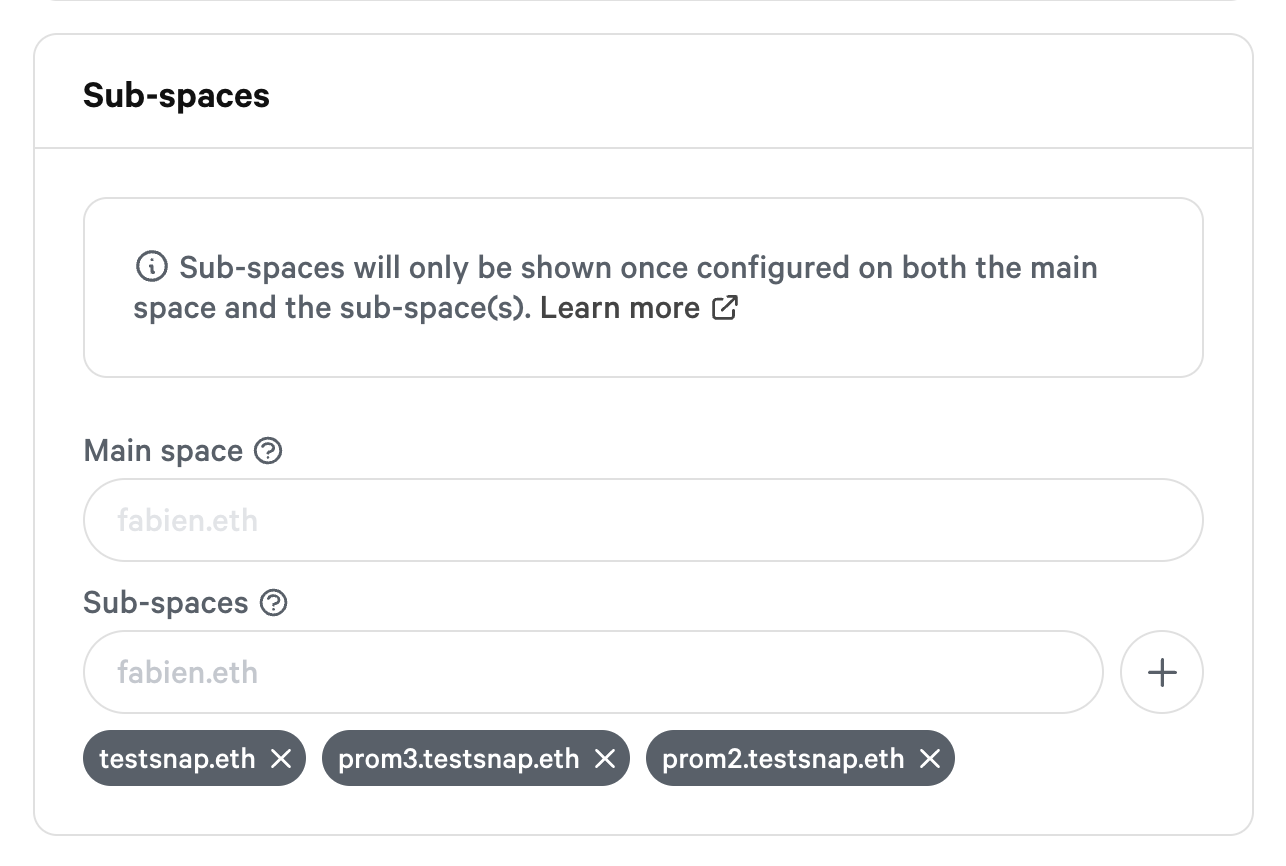 Sub-spaces
Sub-spaces will only be shown once configured on both the main
space and the sub-space(s). Learn more
Main space
fabien.eth
Sub-spaces
fabien.eth
testsnap.eth prom3.testsnap.eth prom2.testsnap.eth